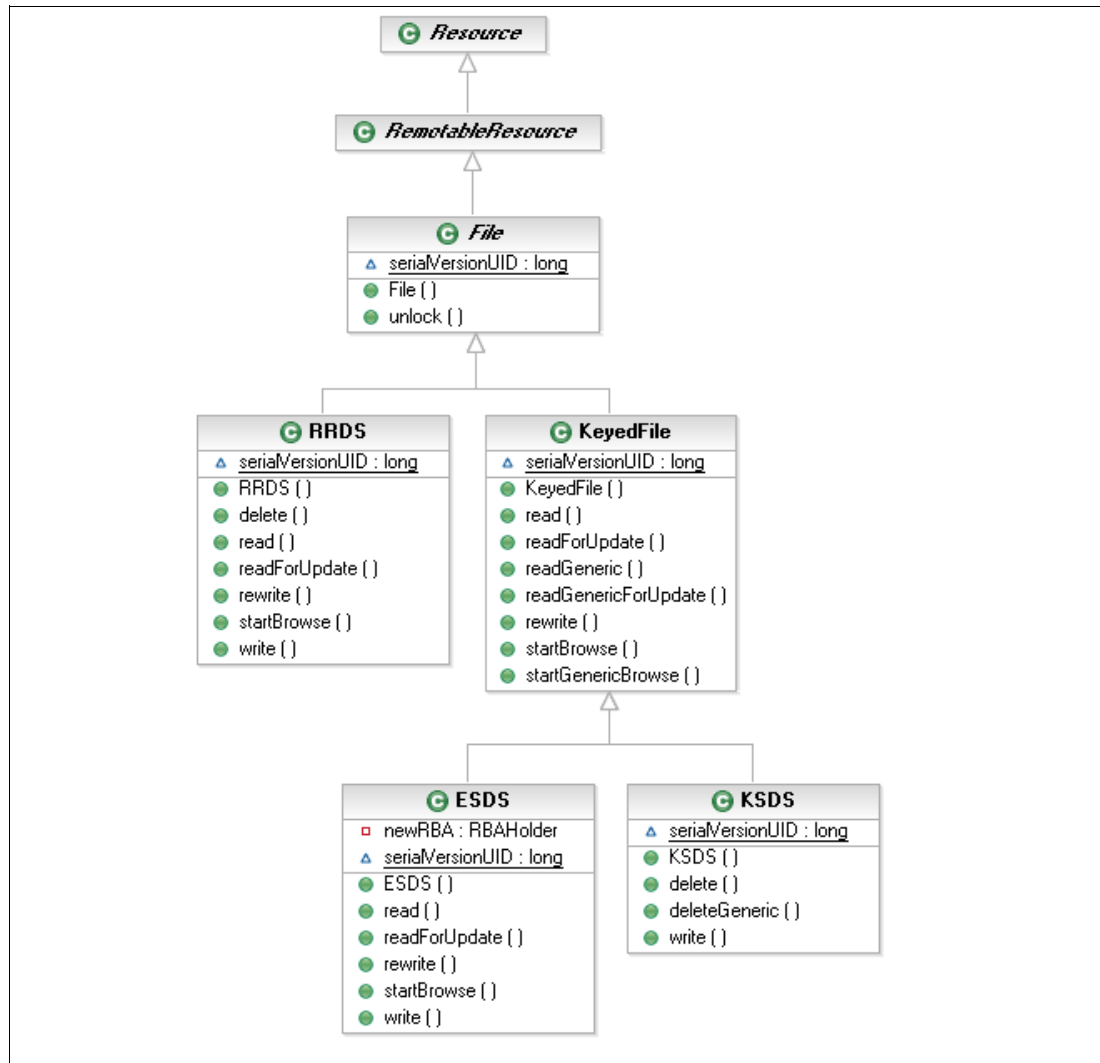 Resource
RemotableResource
File
serialVersionUID : long
File ( )
unlock ( )
RRDS
serialVersionUID : long
RRDS ( )
delete ( )
read ( )
readForUpdate ( )
rewrite ( )
startBrowse ( )
write ( )
KeyedFile
serialVersionUID : long
KeyedFile ( )
read ( )
readForUpdate ( )
readGeneric ( )
readGenericForUpdate ( )
rewrite ( )
startBrowse ( )
startGenericBrowse ( )
ESDS
newRBA : RBAHolder
serialVersionUID : long
ESDS ( )
read ( )
readForUpdate ( )
rewrite ( )
startBrowse ( )
write ( )
KSDS
serialVersionUID : long
KSDS ( )
delete ( )
deleteGeneric ( )
write ( )